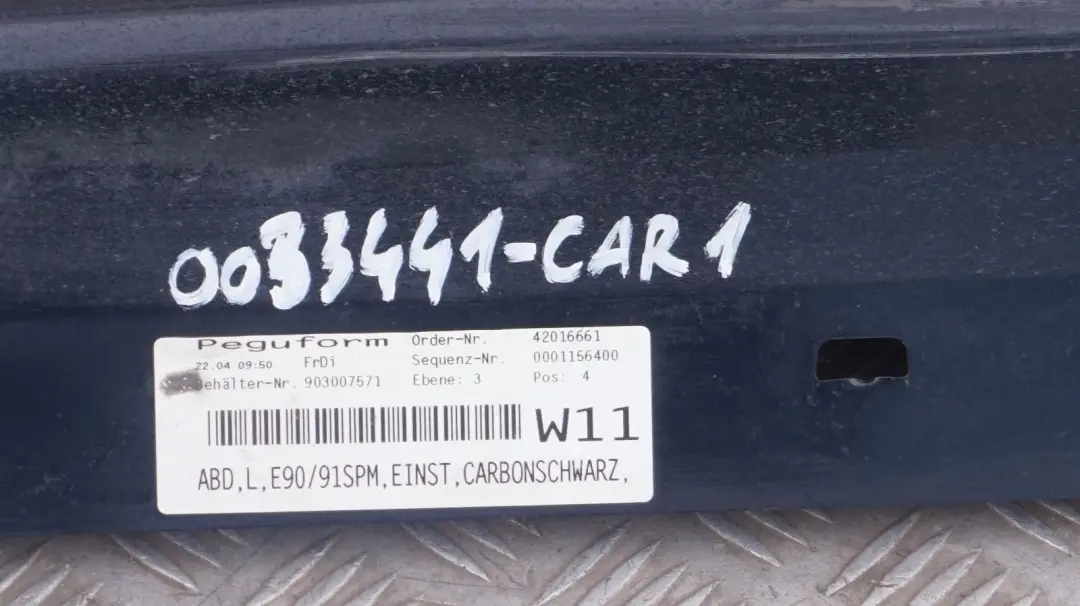 0033441-CAR1
Peguform Order-Nr. 42016661
22.04 09:50 FrDi Sequenz-Nr. 0001156400
Behälter-Nr. 903007571 Ebene: 3 Pos: 4
W11
ABD,L,E90/91SPM,EINST,CARBONSCHWARZ,